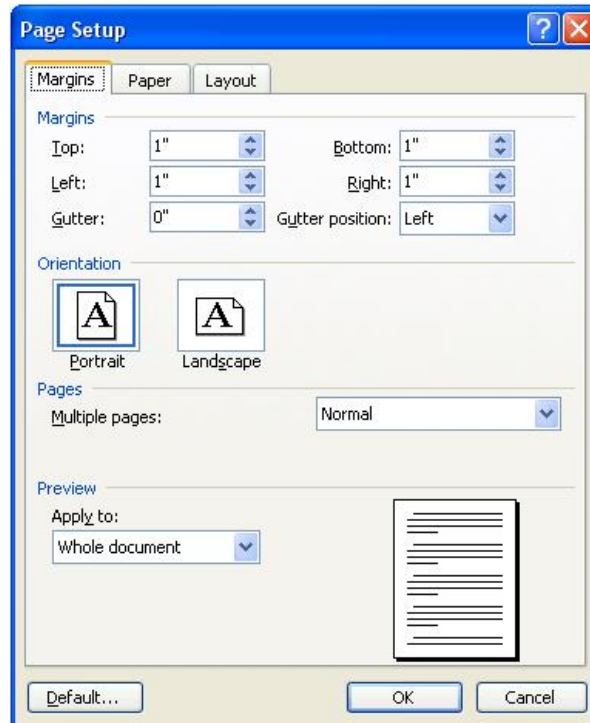 Page Setup
Margins Paper Layout
Margins
Top: 1" Bottom: 1"
Left: 1" Right: 1"
Gutter: 0" Gutter position: Left
Orientation
A A
Portrait Landscape
Pages
Multiple pages: Normal
Preview
Apply to:
Whole document
Default... OK Cancel